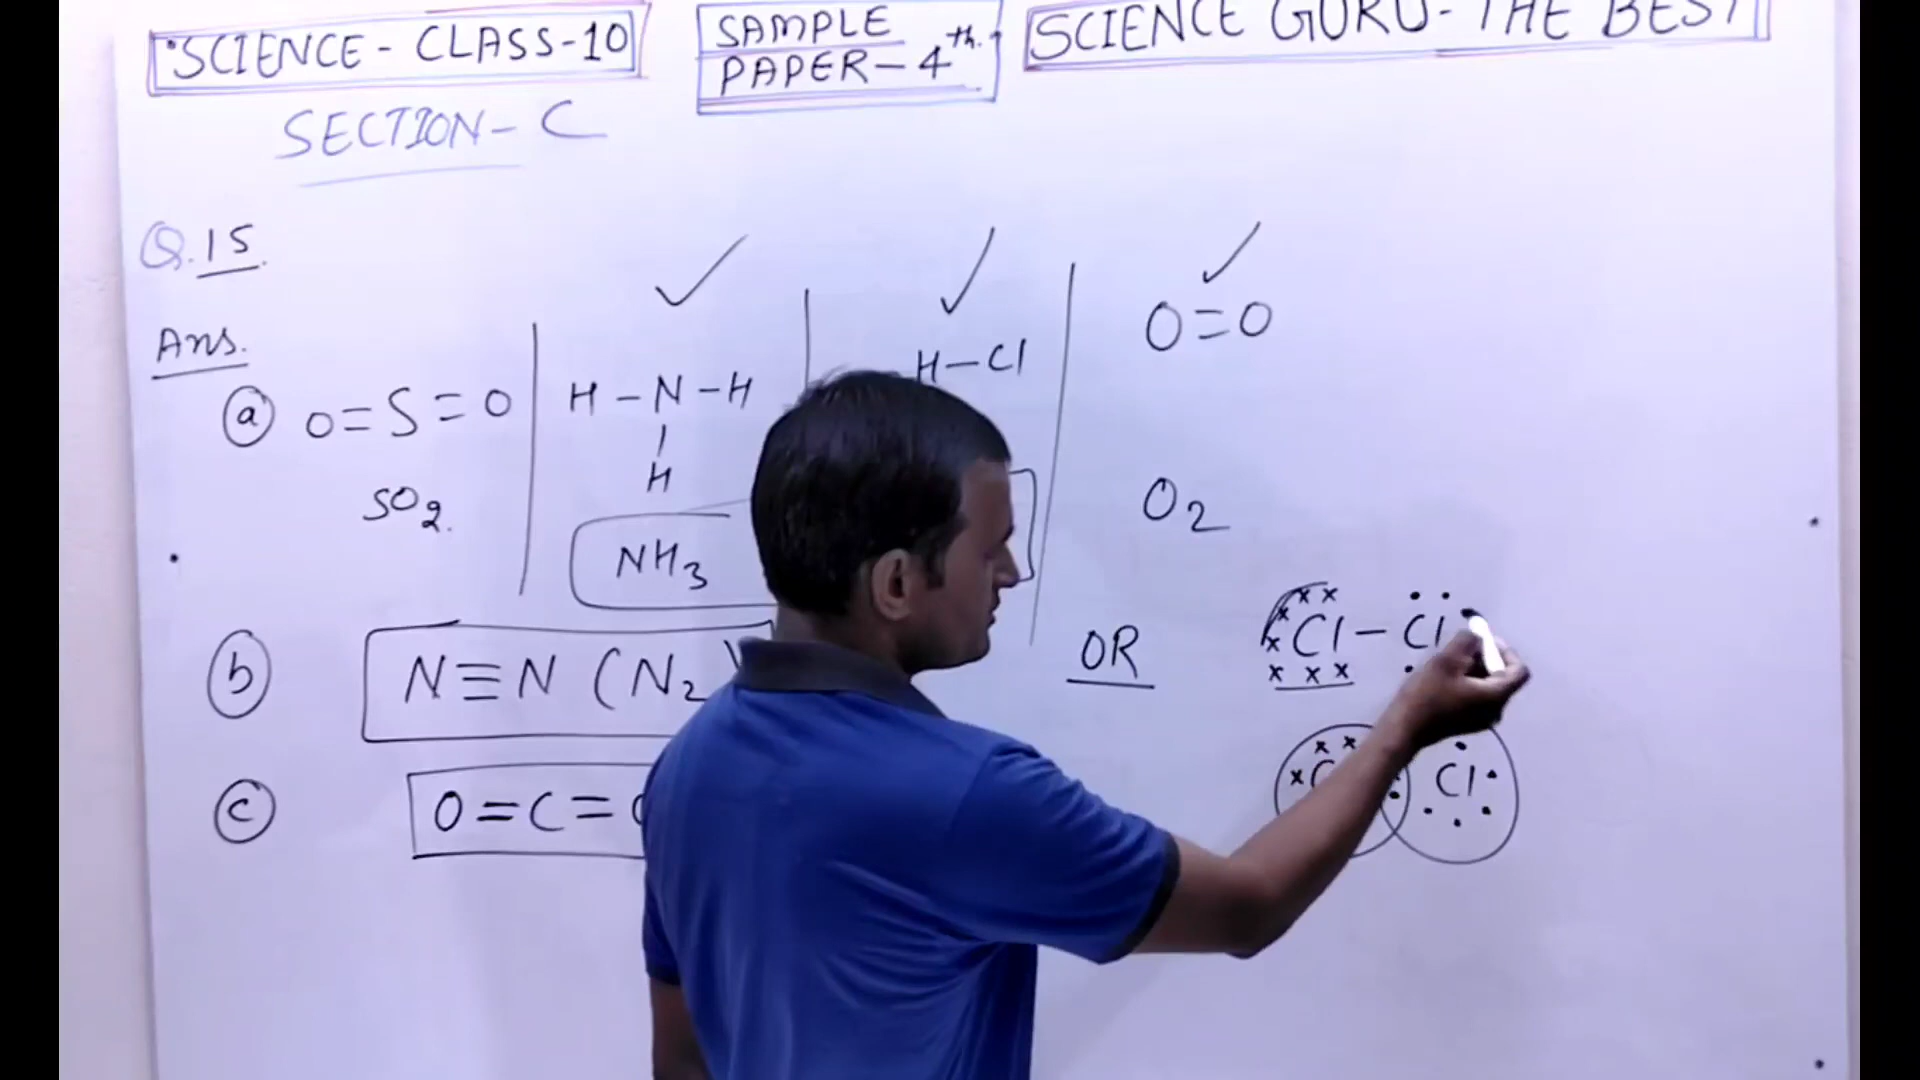 SCIENCE - CLASS-10
SAMPLE
PAPER - 4th.
SCIENCE GURU - THE BEST
SECTION - C
Q.15.
Ans.
(a) O=S=O
SO2.
H-N-H
|
H
NH3
H-Cl
O=O
O2
(b) N≡N (N2
(c) O=C=
OR
Cl-Cl
Cl